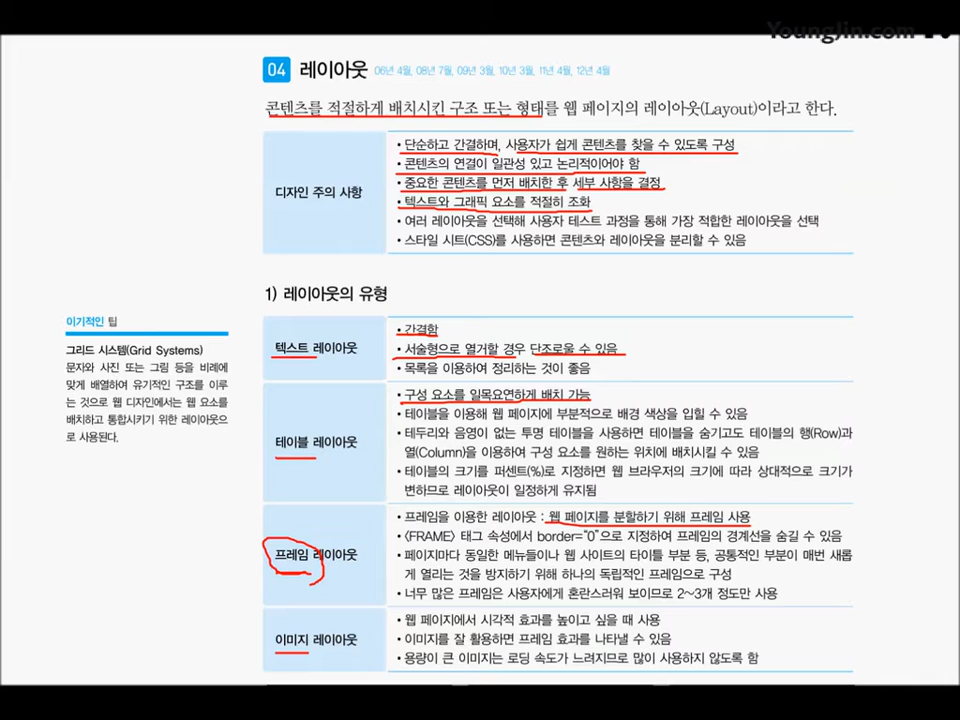 YoungJin.com
04 레이아웃 06년 4월, 08년 7월, 09년 3월, 10년 3월, 11년 4월, 12년 4월
콘텐츠를 적절하게 배치시킨 구조 또는 형태를 웹 페이지의 레이아웃(Layout)이라고 한다.
디자인 주의 사항
• 단순하고 간결하며, 사용자가 쉽게 콘텐츠를 찾을 수 있도록 구성
• 콘텐츠의 연결이 일관성 있고 논리적이어야 함
• 중요한 콘텐츠를 먼저 배치한 후 세부 사항을 결정
• 텍스트와 그래픽 요소를 적절히 조화
• 여러 레이아웃을 선택해 사용자 테스트 과정을 통해 가장 적합한 레이아웃을 선택
• 스타일 시트(CSS)를 사용하면 콘텐츠와 레이아웃을 분리할 수 있음
1) 레이아웃의 유형
이기적인 팁
그리드 시스템(Grid Systems)
문자와 사진 또는 그림 등을 비례에
맞게 배열하여 유기적인 구조를 이루
는 것으로 웹 디자인에서는 웹 요소를
배치하고 통합시키기 위한 레이아웃으
로 사용된다.
텍스트 레이아웃
• 간결함
• 서술형으로 열거할 경우 단조로울 수 있음
• 목록을 이용하여 정리하는 것이 좋음
테이블 레이아웃
• 구성 요소를 일목요연하게 배치 가능
• 테이블을 이용해 웹 페이지에 부분적으로 배경 색상을 입힐 수 있음
• 테두리와 음영이 없는 투명 테이블을 사용하면 테이블을 숨기고도 테이블의 행(Row)과
열(Column)을 이용하여 구성 요소를 원하는 위치에 배치시킬 수 있음
• 테이블의 크기를 퍼센트(%)로 지정하면 웹 브라우저의 크기에 따라 상대적으로 크기가
변하므로 레이아웃이 일정하게 유지됨
프레임 레이아웃
• 프레임을 이용한 레이아웃 : 웹 페이지를 분할하기 위해 프레임 사용
• 〈FRAME〉 태그 속성에서 border=“0”으로 지정하여 프레임의 경계선을 숨길 수 있음
• 페이지마다 동일한 메뉴들이나 웹 사이트의 타이틀 부분 등, 공통적인 부분이 매번 새롭
게 열리는 것을 방지하기 위해 하나의 독립적인 프레임으로 구성
• 너무 많은 프레임은 사용자에게 혼란스러워 보이므로 2~3개 정도만 사용
이미지 레이아웃
• 웹 페이지에서 시각적 효과를 높이고 싶을 때 사용
• 이미지를 잘 활용하면 프레임 효과를 나타낼 수 있음
• 용량이 큰 이미지는 로딩 속도가 느려지므로 많이 사용하지 않도록 함